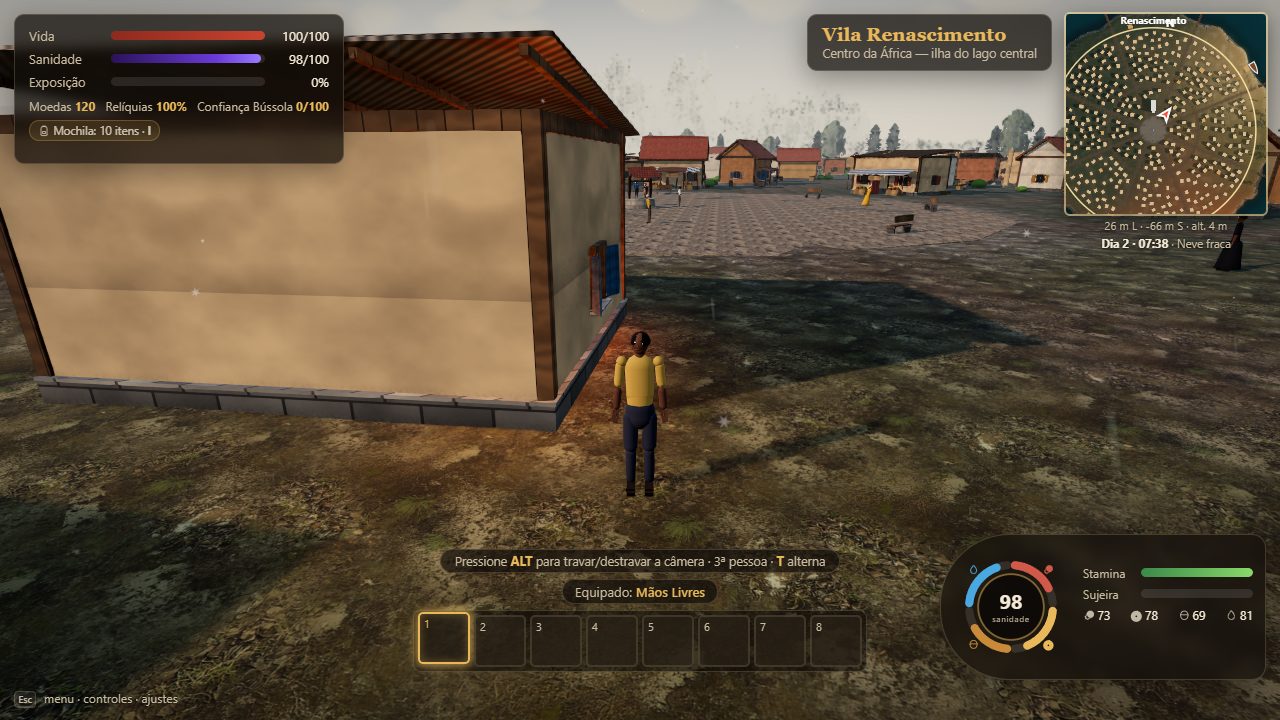 Vida 100/100
Sanidade 98/100
Exposição 0%
Moedas 120 Relíquias 100% Confiança Bússola 0/100
Mochila: 10 itens · I
Vila Renascimento
Centro da África — ilha do lago central
Renascimento
N
26 m L · -66 m S · alt. 4 m
Dia 2 · 07:38 · Neve fraca
Pressione ALT para travar/destravar a câmera · 3ª pessoa · T alterna
Equipado: Mãos Livres
1 2 3 4 5 6 7 8
98
sanidade
Stamina
Sujeira
73 78 69 81
Esc menu · controles · ajustes